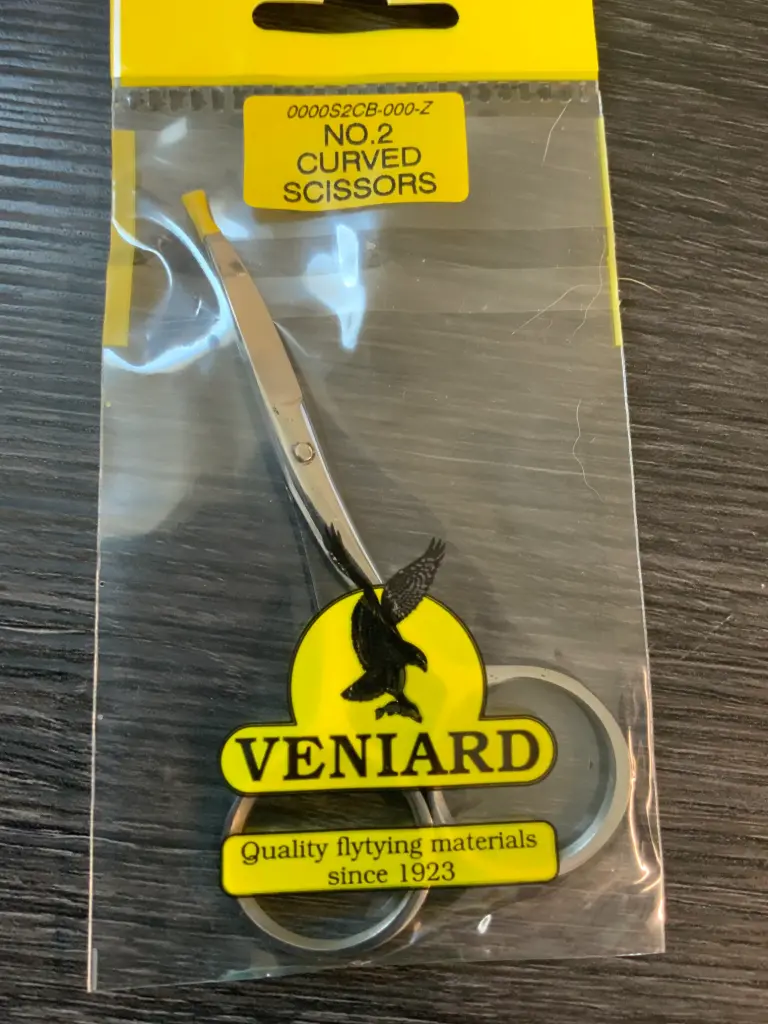 0000S2CB-000-Z
NO.2
CURVED
SCISSORS
VENIARD
Quality flytying materials
since 1923